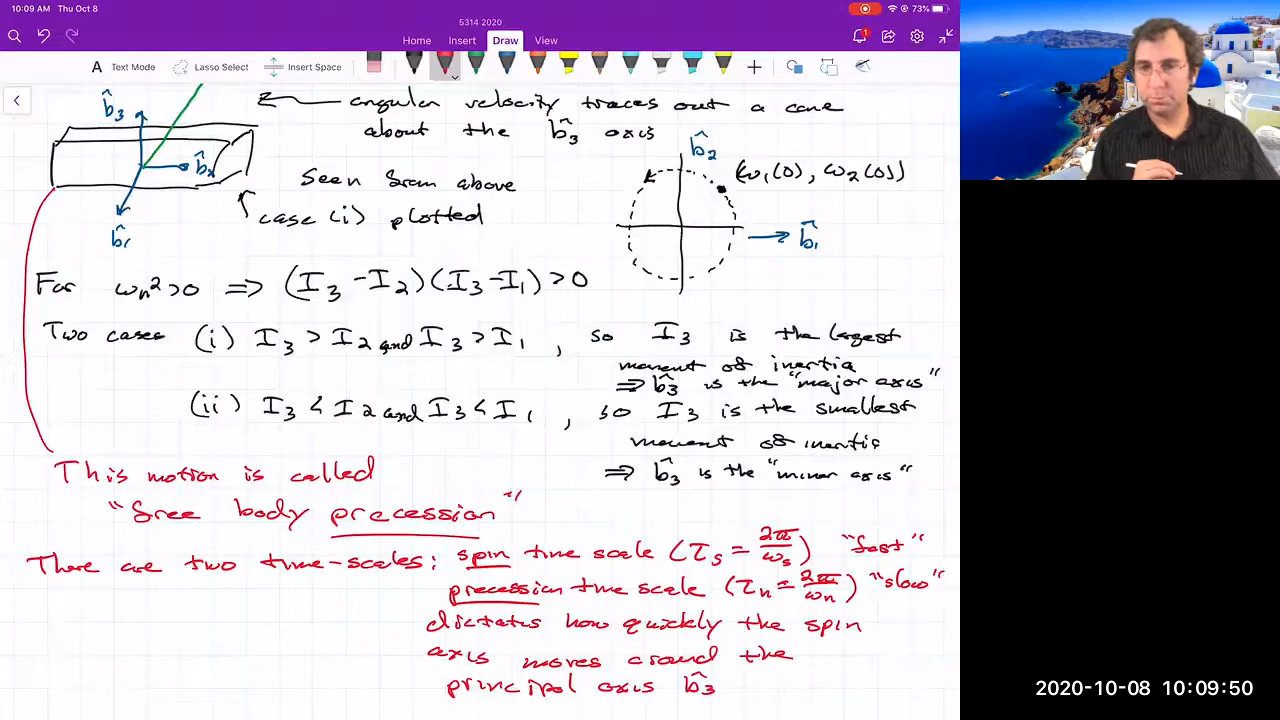 10:09 AM Thu Oct 8
73%
5314 2020
Home Insert Draw View
1
A Text Mode Lasso Select Insert Space
b̂3
b̂2
b̂1
← angular velocity traces out a cone
about the b̂3 axis
seen from above
case (i) plotted
b̂2
(ω1(0), ω2(0))
b̂1
For ωn²>0 ⇒ (I3 - I2)(I3 - I1) > 0
Two cases (i) I3 > I2 and I3 > I1, so I3 is the largest
moment of inertia
⇒ b̂3 is the "major axis"
(ii) I3 < I2 and I3 < I1, so I3 is the smallest
moment of inertia
⇒ b̂3 is the "minor axis"
This motion is called
"free body precession"
There are two time-scales: spin time scale (τs = 2π/ωs) "fast"
precession time scale (τn = 2π/ωn) "slow"
dictates how quickly the spin
axis moves around the
principal axis b̂3
2020-10-08 10:09:50